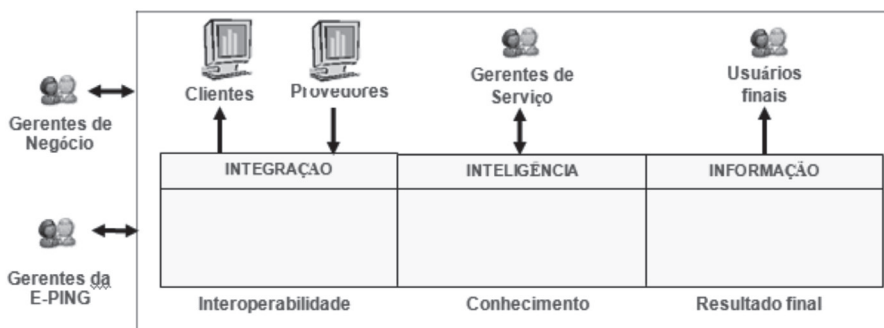 Clientes
Provedores
Gerentes de
Serviço
Usuários
finais
Gerentes de
Negócio
INTEGRAÇÃO
INTELIGÊNCIA
INFORMAÇÃO
Gerentes da
E-PING
Interoperabilidade
Conhecimento
Resultado final